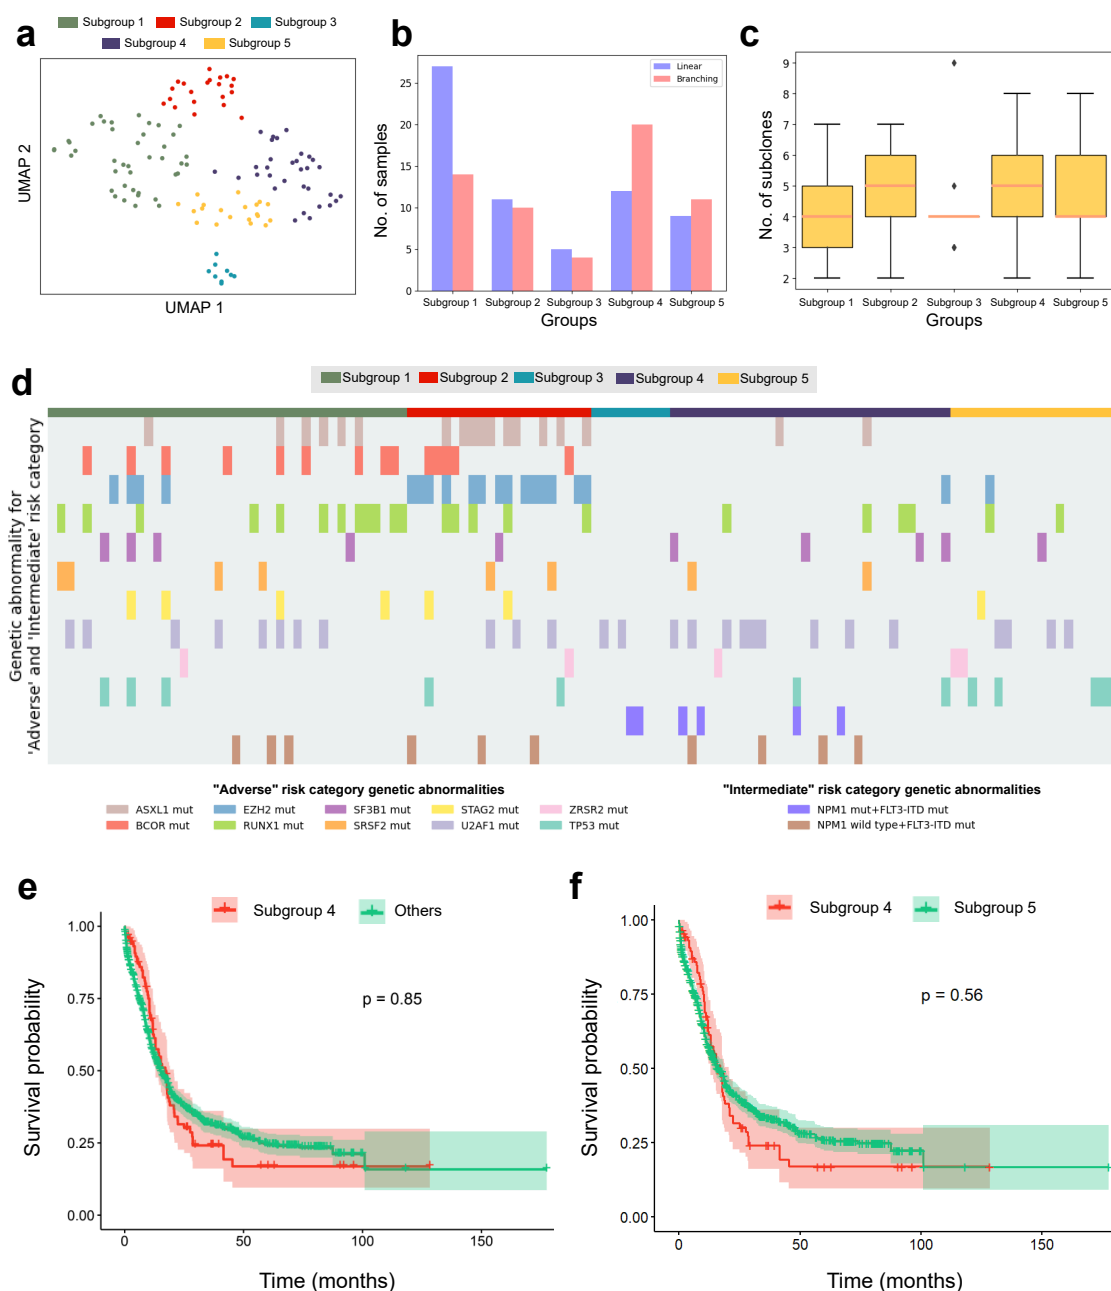 a
Subgroup 1
Subgroup 2
Subgroup 3
Subgroup 4
Subgroup 5
UMAP 2
UMAP 1
b
Linear
Branching
No. of samples
25
20
15
10
5
0
Subgroup 1
Subgroup 2
Subgroup 3
Subgroup 4
Subgroup 5
Groups
c
No. of subclones
9
8
7
6
5
4
3
2
Subgroup 1
Subgroup 2
Subgroup 3
Subgroup 4
Subgroup 5
Groups
d
Subgroup 1
Subgroup 2
Subgroup 3
Subgroup 4
Subgroup 5
Genetic abnormality for
'Adverse' and 'Intermediate' risk category
"Adverse" risk category genetic abnormalities
ASXL1 mut
EZH2 mut
SF3B1 mut
STAG2 mut
ZRSR2 mut
BCOR mut
RUNX1 mut
SRSF2 mut
U2AF1 mut
TP53 mut
"Intermediate" risk category genetic abnormalities
NPM1 mut+FLT3-ITD mut
NPM1 wild type+FLT3-ITD mut
e
Subgroup 4
Others
Survival probability
1.00
0.75
0.50
0.25
0.00
p = 0.85
0
50
100
150
Time (months)
f
Subgroup 4
Subgroup 5
Survival probability
1.00
0.75
0.50
0.25
0.00
p = 0.56
0
50
100
150
Time (months)